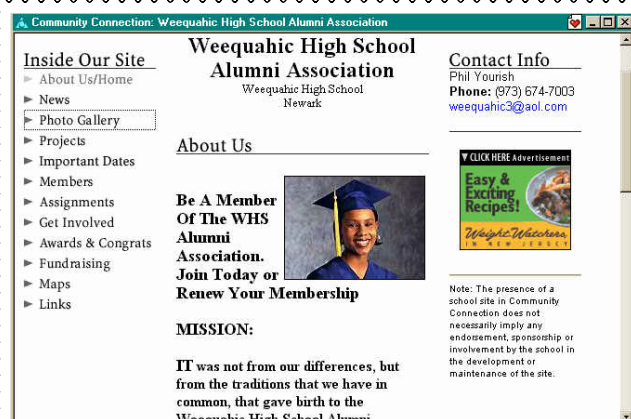 Community Connection: Weequahic High School Alumni Association
Inside Our Site
About Us/Home
News
Photo Gallery
Projects
Important Dates
Members
Assignments
Get Involved
Awards & Congrats
Fundraising
Maps
Links
Weequahic High School
Alumni Association
Weequahic High School
Newark
About Us
Be A Member
Of The WHS
Alumni
Association.
Join Today or
Renew Your Membership
MISSION:
IT was not from our differences, but
from the traditions that we have in
common, that gave birth to the
Weequahic High School Alumni
Contact Info
Phil Yourish
Phone: (973) 674-7003
weequahic3@aol.com
CLICK HERE Advertisement
Easy &
Exciting
Recipes!
Weight Watchers
IN NEW JERSEY
Note: The presence of a
school site in Community
Connection does not
necessarily imply any
endorsement, sponsorship or
involvement by the school in
the development or
maintenance of the site.